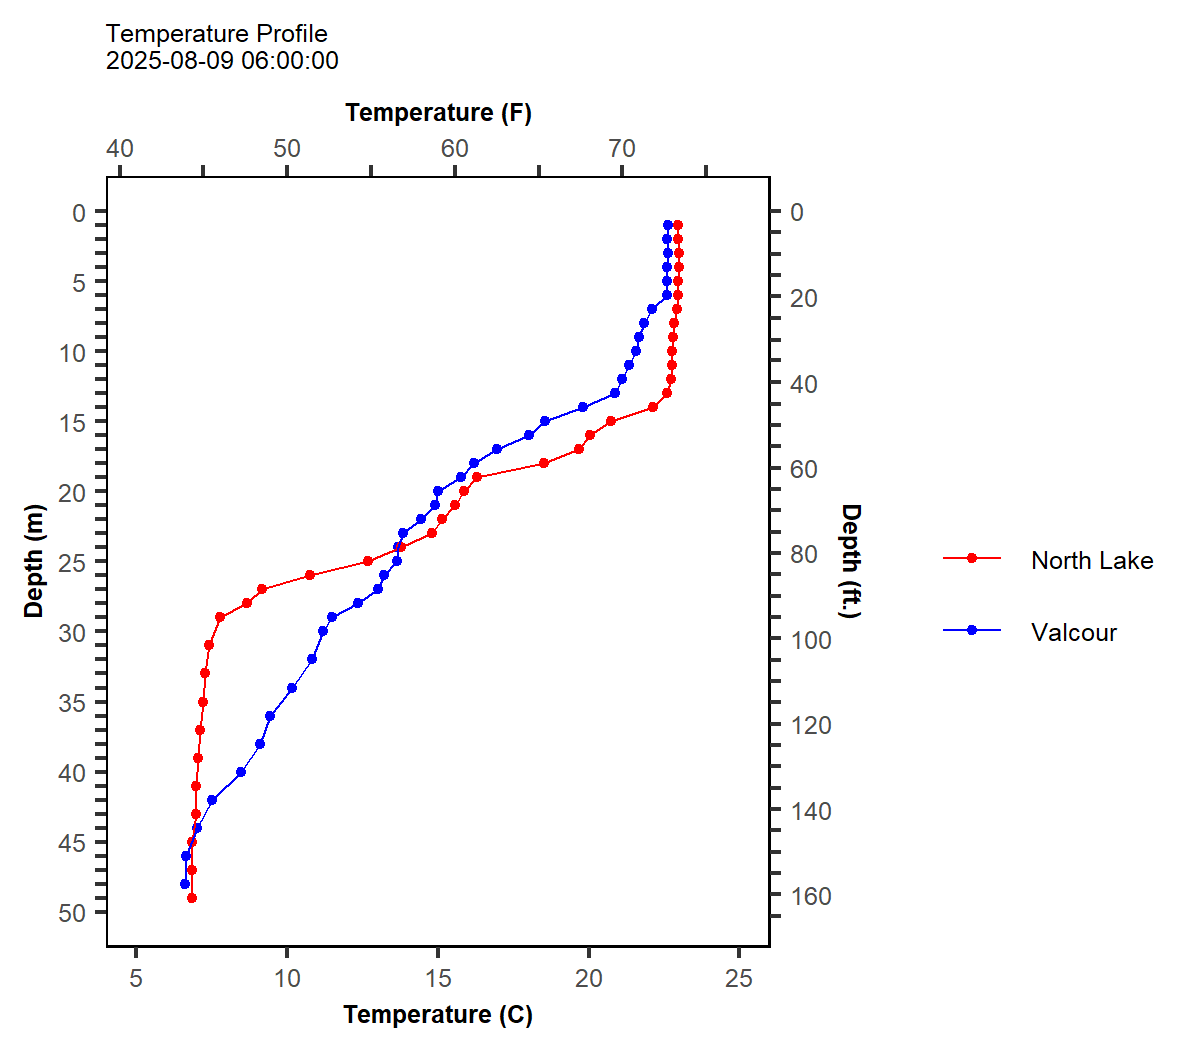 Temperature Profile
2025-08-09 06:00:00
Temperature (F)
40 50 60 70
0
5
10
15
20
25
30
35
40
45
50
Depth (m)
0
20
40
60
80
100
120
140
160
Depth (ft.)
North Lake
Valcour
5 10 15 20 25
Temperature (C)